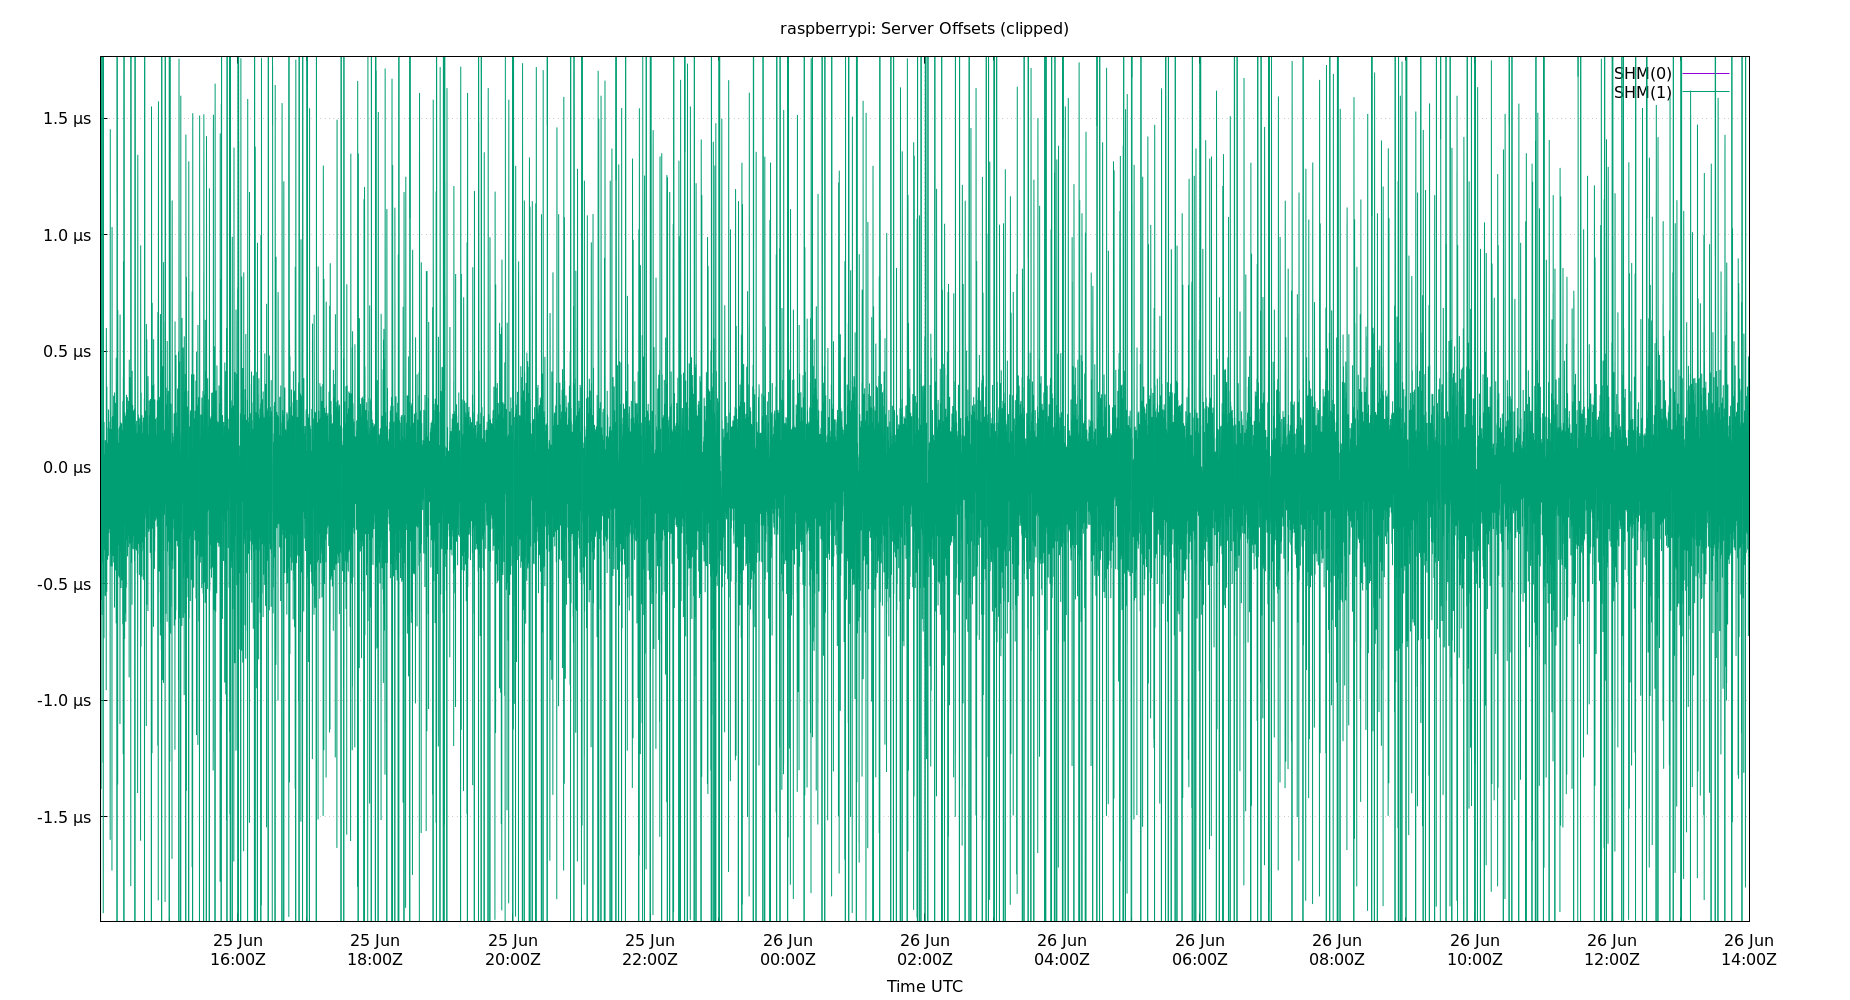 raspberrypi: Server Offsets (clipped)
SHM(0)
SHM(1)
1.5 µs
1.0 µs
0.5 µs
0.0 µs
-0.5 µs
-1.0 µs
-1.5 µs
25 Jun 25 Jun 25 Jun 25 Jun 26 Jun 26 Jun 26 Jun 26 Jun 26 Jun 26 Jun 26 Jun 26 Jun
16:00Z 18:00Z 20:00Z 22:00Z 00:00Z 02:00Z 04:00Z 06:00Z 08:00Z 10:00Z 12:00Z 14:00Z
Time UTC